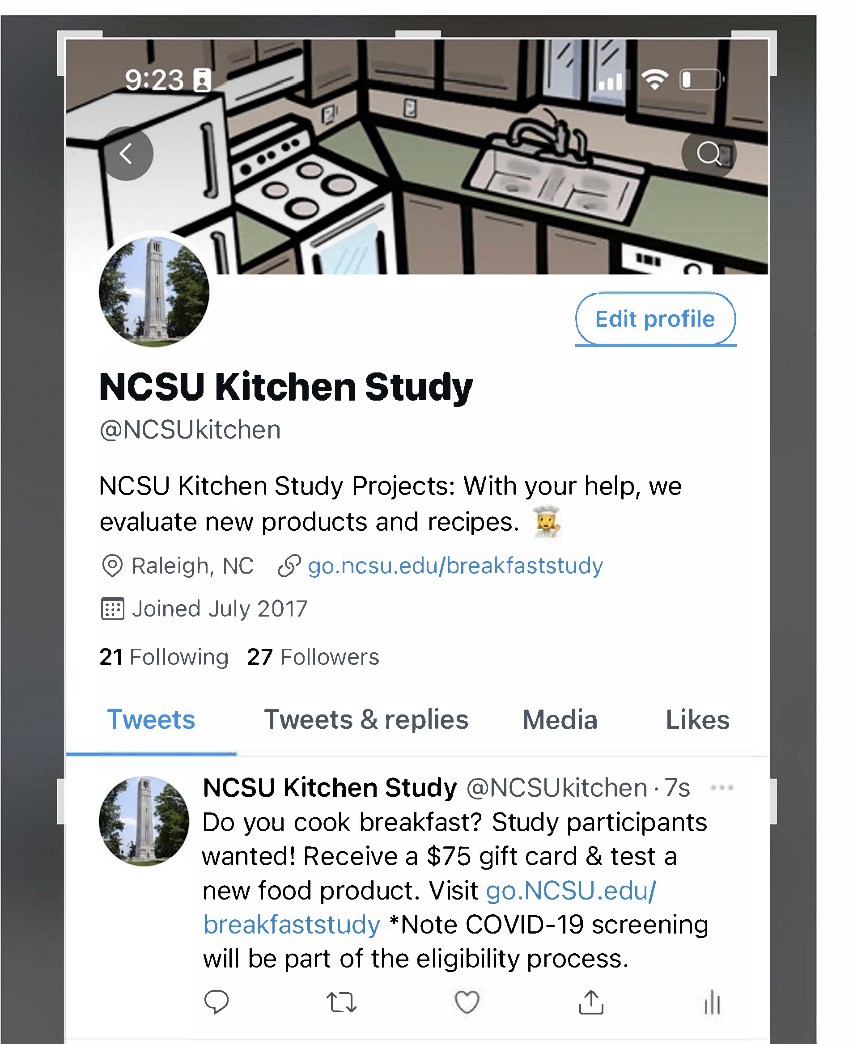 9:23
Edit profile
NCSU Kitchen Study
@NCSUkitchen
NCSU Kitchen Study Projects: With your help, we
evaluate new products and recipes. 👩‍🍳
Raleigh, NC go.ncsu.edu/breakfaststudy
Joined July 2017
21 Following 27 Followers
Tweets Tweets & replies Media Likes
NCSU Kitchen Study @NCSUkitchen · 7s ...
Do you cook breakfast? Study participants
wanted! Receive a $75 gift card & test a
new food product. Visit go.NCSU.edu/
breakfaststudy *Note COVID-19 screening
will be part of the eligibility process.